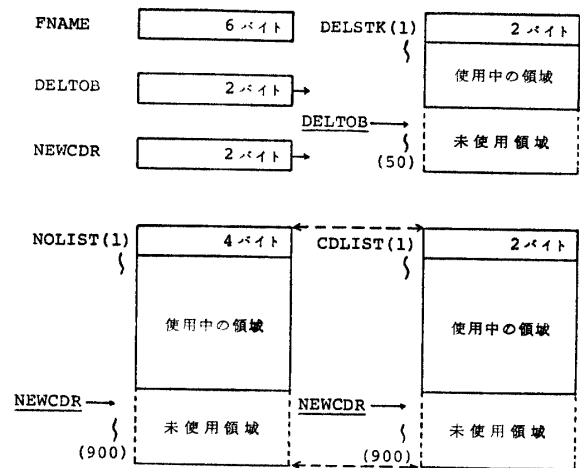 FNAME
6 バイト
DELTOB
2 バイト
NEWCDR
2 バイト
DELSTK(1)
2 バイト
使用中の領域
DELTOB
未使用領域
(50)
NOLIST(1)
4 バイト
使用中の領域
NEWCDR
未使用領域
(900)
CDLIST(1)
2 バイト
使用中の領域
NEWCDR
未使用領域
(900)